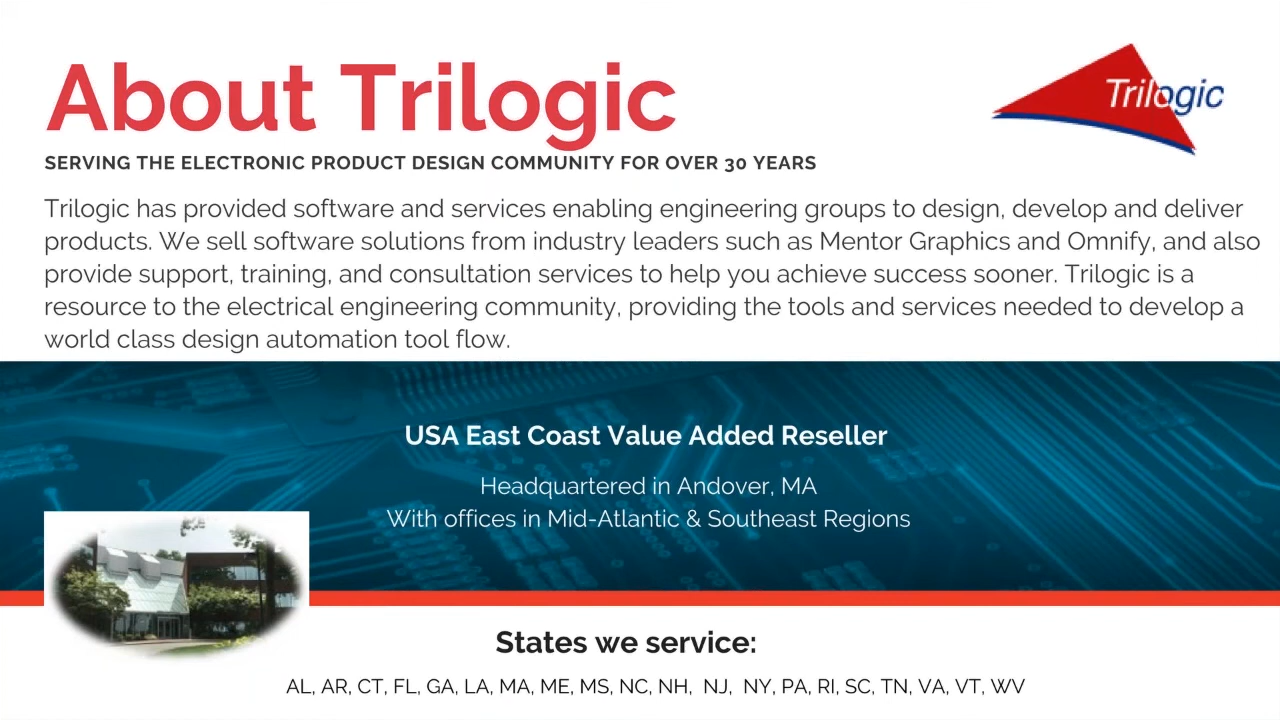 About Trilogic
Trilogic
SERVING THE ELECTRONIC PRODUCT DESIGN COMMUNITY FOR OVER 30 YEARS
Trilogic has provided software and services enabling engineering groups to design, develop and deliver
products. We sell software solutions from industry leaders such as Mentor Graphics and Omnify, and also
provide support, training, and consultation services to help you achieve success sooner. Trilogic is a
resource to the electrical engineering community, providing the tools and services needed to develop a
world class design automation tool flow.
USA East Coast Value Added Reseller
Headquartered in Andover, MA
With offices in Mid-Atlantic & Southeast Regions
States we service:
AL, AR, CT, FL, GA, LA, MA, ME, MS, NC, NH, NJ, NY, PA, RI, SC, TN, VA, VT, WV